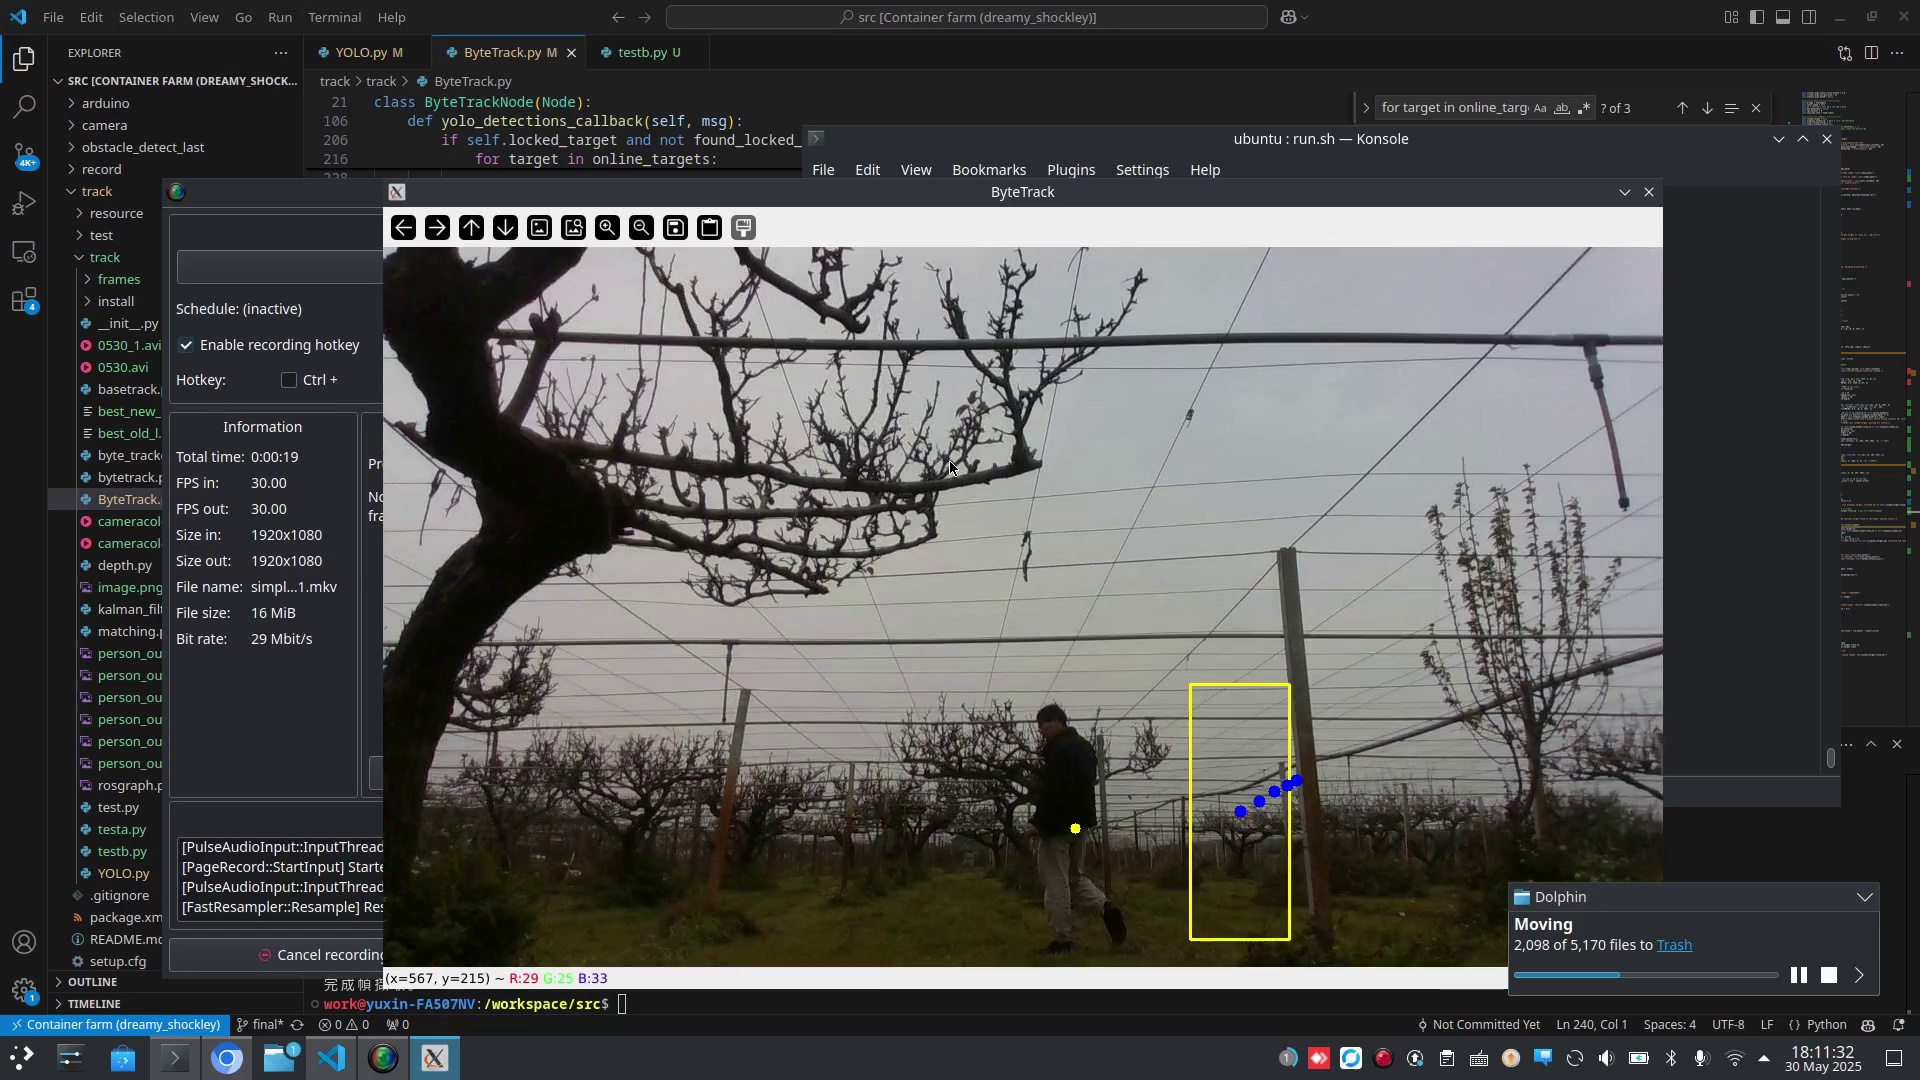 File Edit Selection View Go Run Terminal Help
src [Container farm (dreamy_shockley)]
EXPLORER
YOLO.py M
ByteTrack.py M
testb.py U
SRC [CONTAINER FARM (DREAMY_SHOCK...
track > track > ByteTrack.py
arduino
camera
obstacle_detect_last
record
track
resource
test
track
frames
install
__init__.py
0530_1.avi
0530.avi
basetrack.
best_new_
best_old_l.
byte_track
bytetrack.p
ByteTrack.
cameracol
cameracol
depth.py
image.png
kalman_filt
matching.p
person_ou
person_ou
person_ou
person_ou
person_ou
person_ou
rosgraph.p
test.py
testa.py
testb.py
YOLO.py
.gitignore
package.xm
README.md
setup.cfg
OUTLINE
TIMELINE
21 class ByteTrackNode(Node):
106 def yolo_detections_callback(self, msg):
206 if self.locked_target and not found_locked_
216 for target in online_targets:
for target in online_targ
Aa ab .*
? of 3
ubuntu : run.sh — Konsole
File Edit View Bookmarks Plugins Settings Help
ByteTrack
Schedule: (inactive)
Enable recording hotkey
Hotkey: Ctrl +
Information
Total time: 0:00:19
FPS in: 30.00
FPS out: 30.00
Size in: 1920x1080
Size out: 1920x1080
File name: simpl...1.mkv
File size: 16 MiB
Bit rate: 29 Mbit/s
Pr
No
fra
[PulseAudioInput::InputThread
[PageRecord::StartInput] Starte
[PulseAudioInput::InputThread
[FastResampler::Resample] Res
Cancel recording
(x=567, y=215) ~ R:29 G:25 B:33
work@yuxin-FA507NV:/workspace/src$
Dolphin
Moving
2,098 of 5,170 files to Trash
4K+
4
1
Container farm (dreamy_shockley)
final*
0 0
0
Not Committed Yet
Ln 240, Col 1
Spaces: 4
UTF-8
LF
{} Python
1
1
18:11:32
30 May 2025